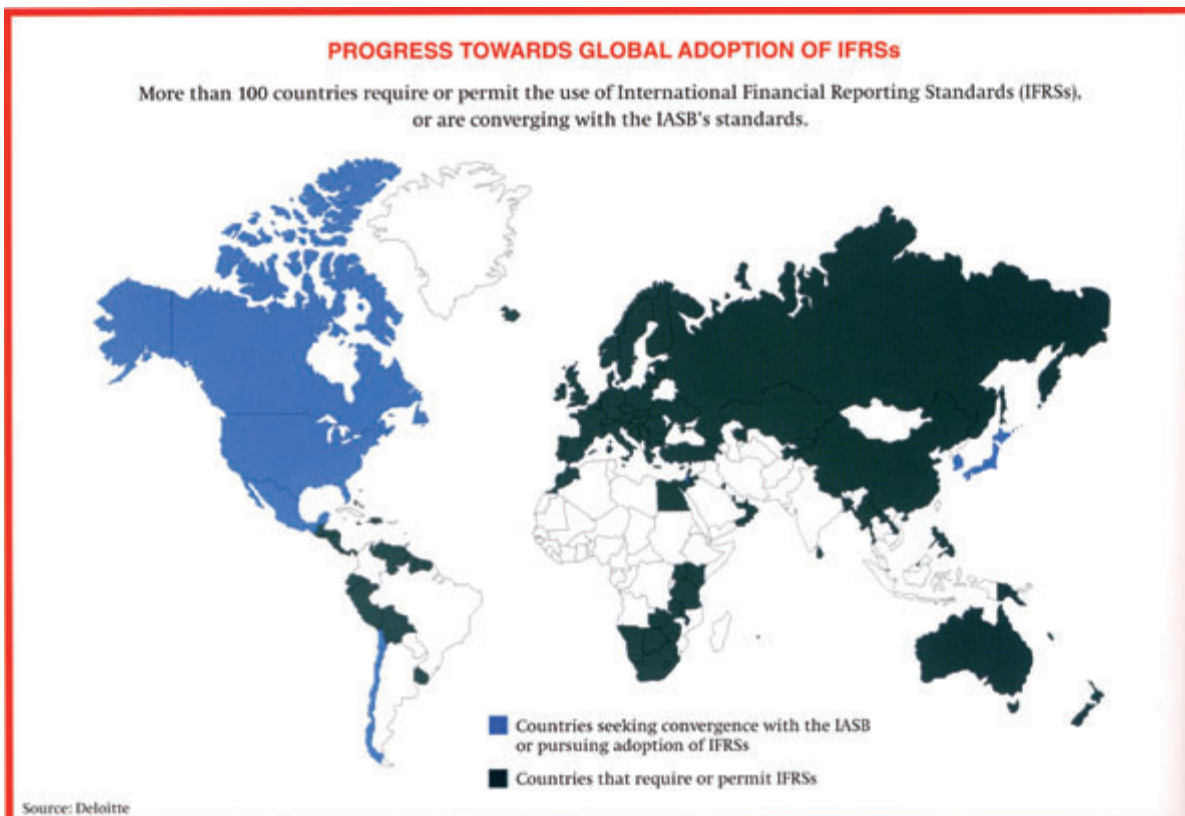 PROGRESS TOWARDS GLOBAL ADOPTION OF IFRSs
More than 100 countries require or permit the use of International Financial Reporting Standards (IFRSs),
or are converging with the IASB's standards.
Countries seeking convergence with the IASB
or pursuing adoption of IFRSs
Countries that require or permit IFRSs
Source: Deloitte